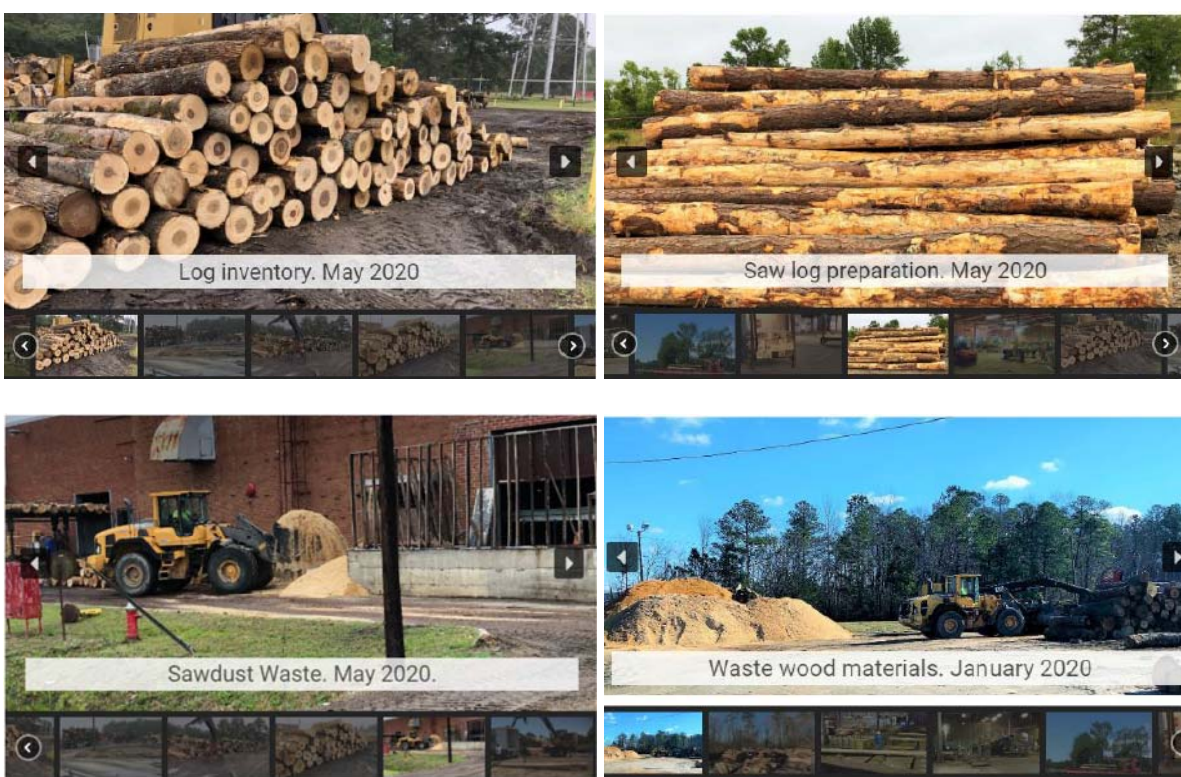 Log inventory. May 2020
Saw log preparation. May 2020
Sawdust Waste. May 2020.
Waste wood materials. January 2020